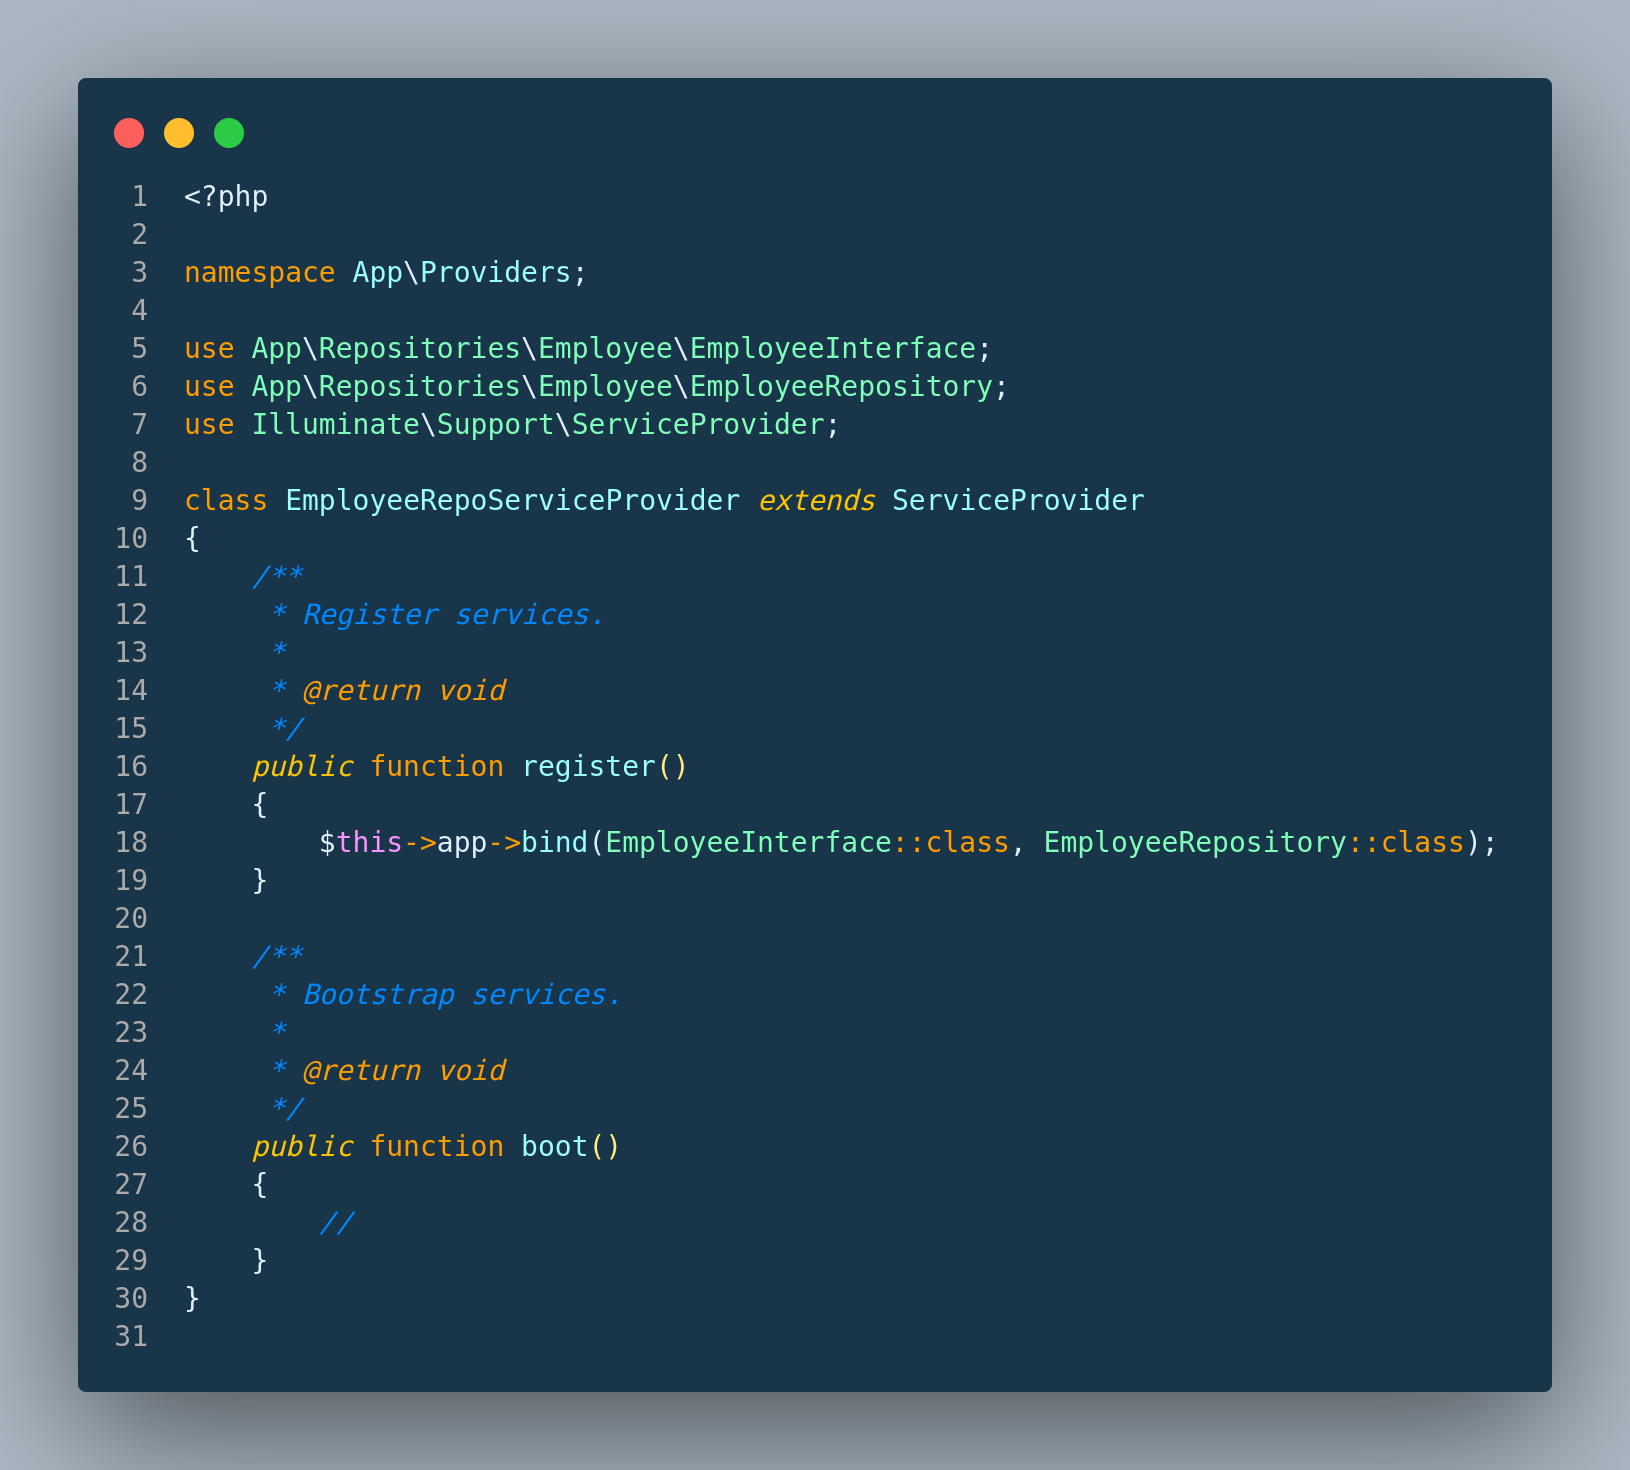 1 <?php
2
3 namespace App\Providers;
4
5 use App\Repositories\Employee\EmployeeInterface;
6 use App\Repositories\Employee\EmployeeRepository;
7 use Illuminate\Support\ServiceProvider;
8
9 class EmployeeRepoServiceProvider extends ServiceProvider
10 {
11     /**
12      * Register services.
13      *
14      * @return void
15      */
16     public function register()
17     {
18         $this->app->bind(EmployeeInterface::class, EmployeeRepository::class);
19     }
20
21     /**
22      * Bootstrap services.
23      *
24      * @return void
25      */
26     public function boot()
27     {
28         //
29     }
30 }
31